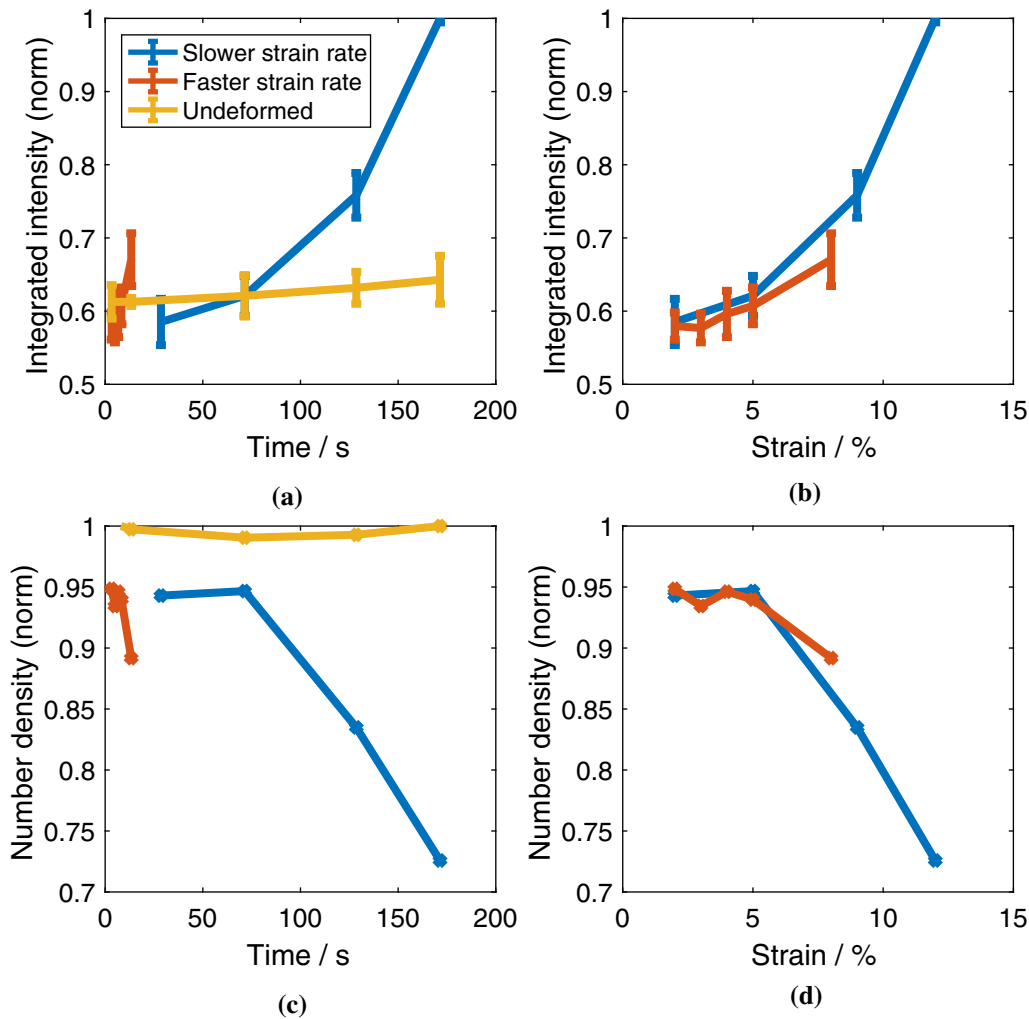 Integrated intensity (norm)
1
0.9
0.8
0.7
0.6
0.5
Slower strain rate
Faster strain rate
Undeformed
0 50 100 150 200
Time / s
(a)
Integrated intensity (norm)
1
0.9
0.8
0.7
0.6
0.5
0 5 10 15
Strain / %
(b)
Number density (norm)
1
0.95
0.9
0.85
0.8
0.75
0.7
0 50 100 150 200
Time / s
(c)
Number density (norm)
1
0.95
0.9
0.85
0.8
0.75
0.7
0 5 10 15
Strain / %
(d)